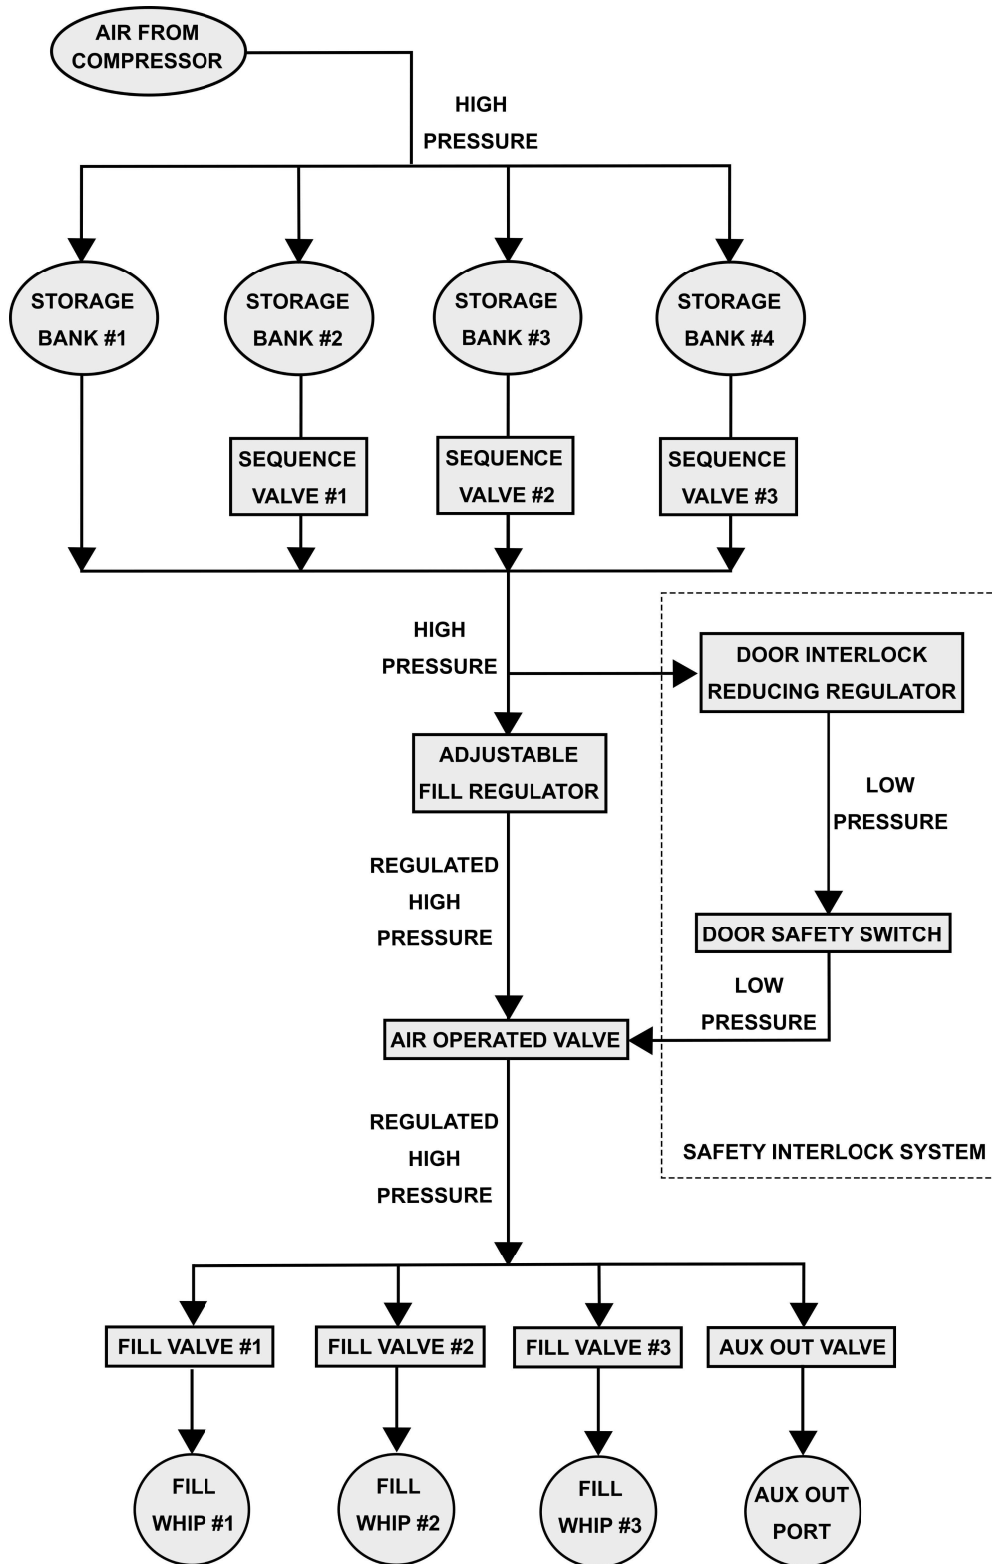 AIR FROM
COMPRESSOR
HIGH
PRESSURE
STORAGE
BANK #1
STORAGE
BANK #2
STORAGE
BANK #3
STORAGE
BANK #4
SEQUENCE
VALVE #1
SEQUENCE
VALVE #2
SEQUENCE
VALVE #3
HIGH
PRESSURE
DOOR INTERLOCK
REDUCING REGULATOR
ADJUSTABLE
FILL REGULATOR
LOW
PRESSURE
REGULATED
HIGH
PRESSURE
DOOR SAFETY SWITCH
LOW
PRESSURE
AIR OPERATED VALVE
REGULATED
HIGH
PRESSURE
SAFETY INTERLOCK SYSTEM
FILL VALVE #1
FILL VALVE #2
FILL VALVE #3
AUX OUT VALVE
FILL
WHIP #1
FILL
WHIP #2
FILL
WHIP #3
AUX OUT
PORT